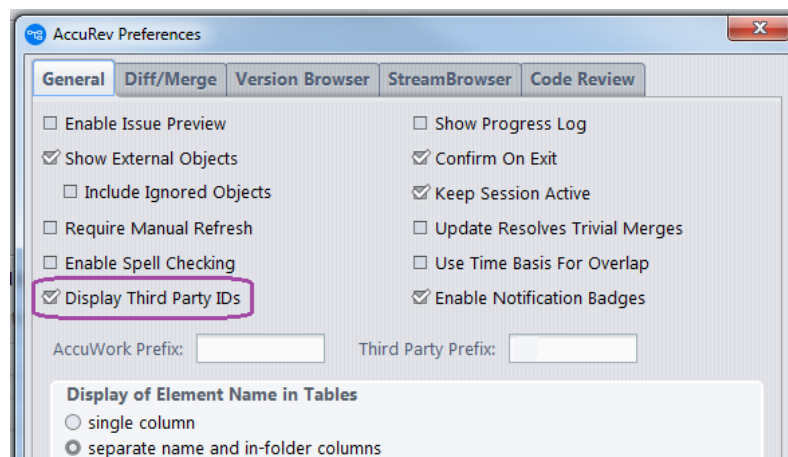 AccuRev Preferences
General Diff/Merge Version Browser StreamBrowser Code Review
Enable Issue Preview Show Progress Log
Show External Objects Confirm On Exit
Include Ignored Objects Keep Session Active
Require Manual Refresh Update Resolves Trivial Merges
Enable Spell Checking Use Time Basis For Overlap
Display Third Party IDs Enable Notification Badges
AccuWork Prefix: Third Party Prefix:
Display of Element Name in Tables
single column
separate name and in-folder columns